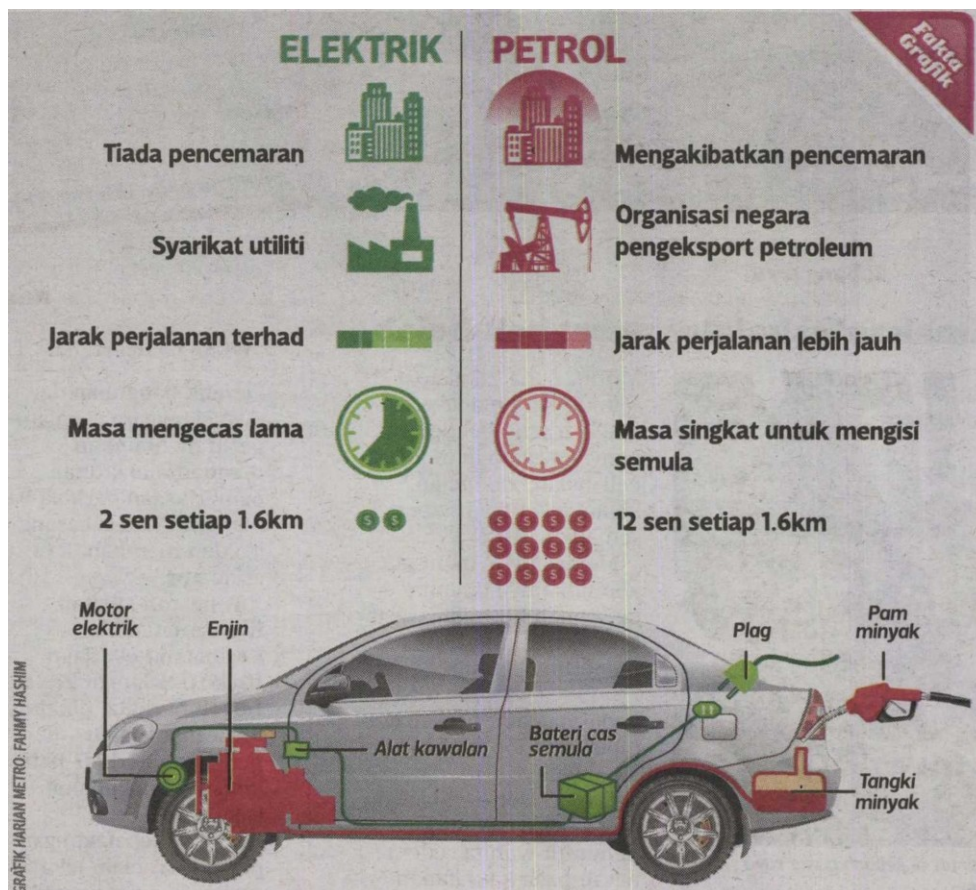 ELEKTRIK
PETROL
Fakta
Grafik
Tiada pencemaran
Mengakibatkan pencemaran
Syarikat utiliti
Organisasi negara
pengeksport petroleum
Jarak perjalanan terhad
Jarak perjalanan lebih jauh
Masa mengecas lama
Masa singkat untuk mengisi
semula
2 sen setiap 1.6km
$ $
12 sen setiap 1.6km
$ $ $ $
$ $ $ $
$ $ $ $
Motor
elektrik
Enjin
Plag
Pam
minyak
Alat kawalan
Bateri cas
semula
Tangki
minyak
GRAFIK HARIAN METRO: FAHMY HASHIM